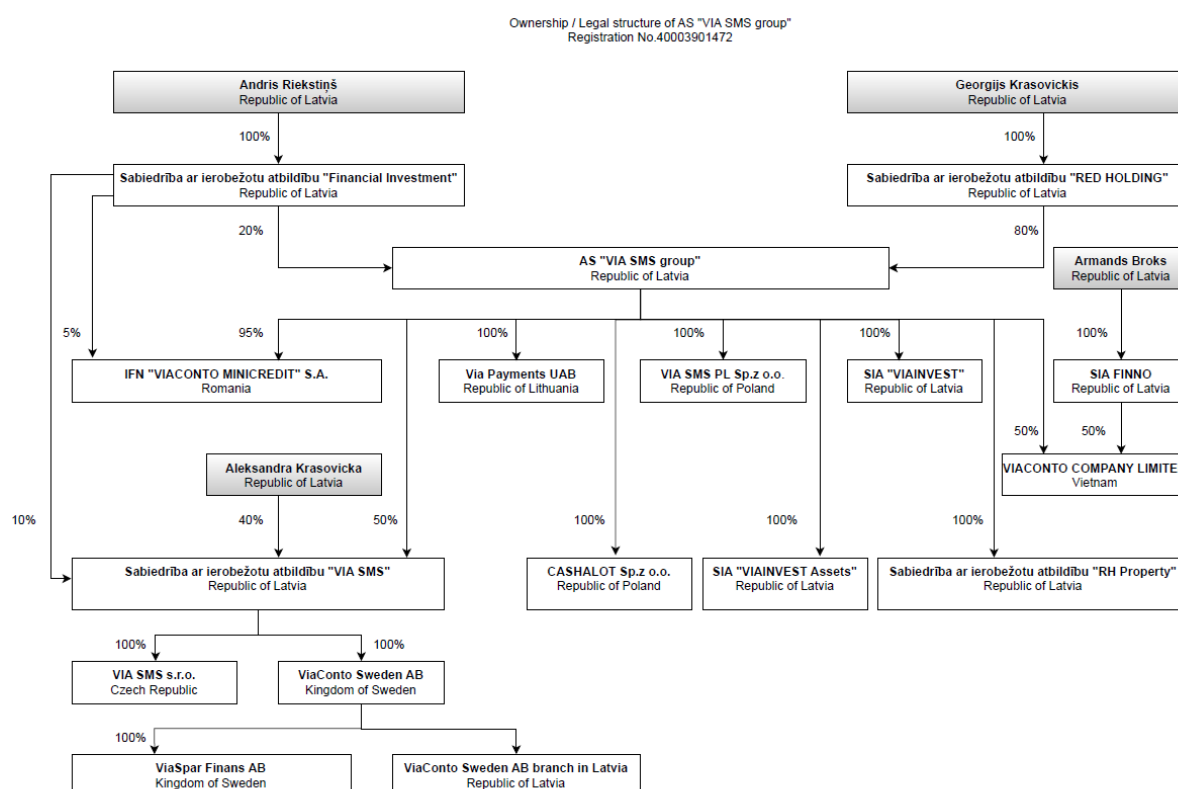 Ownership / Legal structure of AS "VIA SMS group"
Registration No.40003901472
Andris Riekstiņš
Republic of Latvia
Georgijs Krasovickis
Republic of Latvia
100%
100%
Sabiedrība ar ierobežotu atbildību "Financial Investment"
Republic of Latvia
Sabiedrība ar ierobežotu atbildību "RED HOLDING"
Republic of Latvia
20%
80%
AS "VIA SMS group"
Republic of Latvia
Armands Broks
Republic of Latvia
5%
95%
100%
100%
100%
100%
IFN "VIACONTO MINICREDIT" S.A.
Romania
Via Payments UAB
Republic of Lithuania
VIA SMS PL Sp.z o.o.
Republic of Poland
SIA "VIAINVEST"
Republic of Latvia
SIA FINNO
Republic of Latvia
50%
50%
Aleksandra Krasovicka
Republic of Latvia
VIACONTO COMPANY LIMITE
Vietnam
10%
40%
50%
100%
100%
100%
Sabiedrība ar ierobežotu atbildību "VIA SMS"
Republic of Latvia
CASHALOT Sp.z o.o.
Republic of Poland
SIA "VIAINVEST Assets"
Republic of Latvia
Sabiedrība ar ierobežotu atbildību "RH Property"
Republic of Latvia
100%
100%
VIA SMS s.r.o.
Czech Republic
ViaConto Sweden AB
Kingdom of Sweden
100%
ViaSpar Finans AB
Kingdom of Sweden
ViaConto Sweden AB branch in Latvia
Republic of Latvia